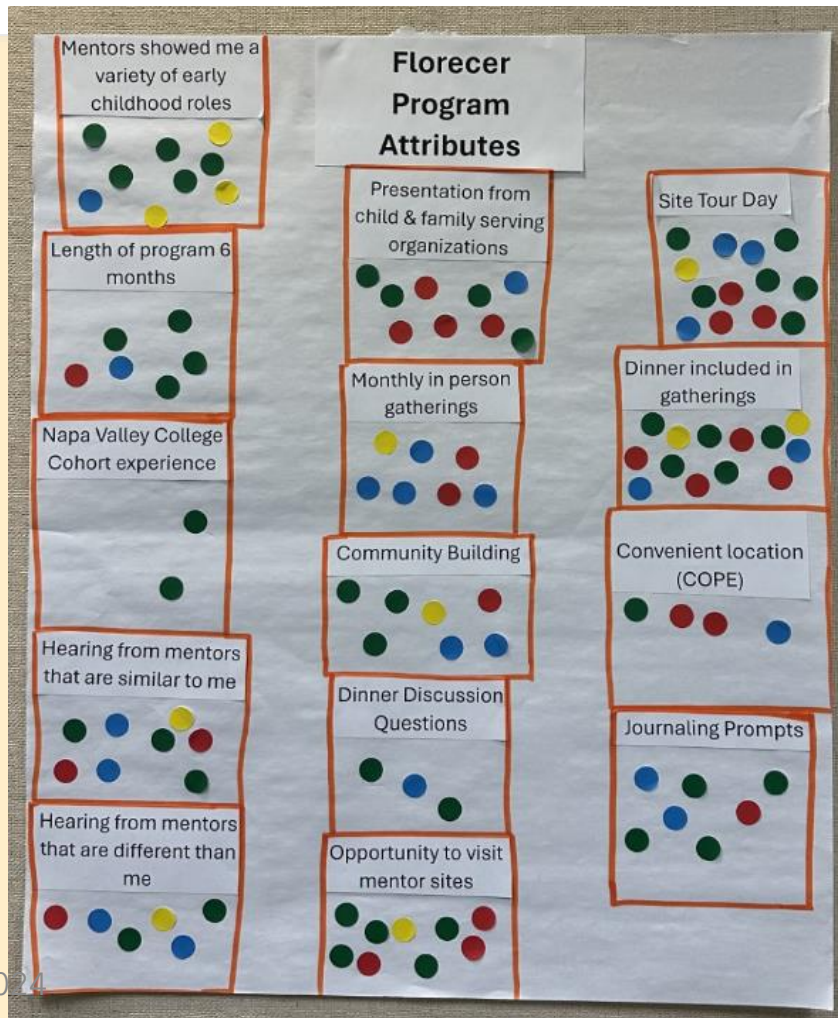 Florecer
Program
Attributes
Mentors showed me a
variety of early
childhood roles
Length of program 6
months
Napa Valley College
Cohort experience
Hearing from mentors
that are similar to me
Hearing from mentors
that are different than
me
Presentation from
child & family serving
organizations
Monthly in person
gatherings
Community Building
Dinner Discussion
Questions
Opportunity to visit
mentor sites
Site Tour Day
Dinner included in
gatherings
Convenient location
(COPE)
Journaling Prompts